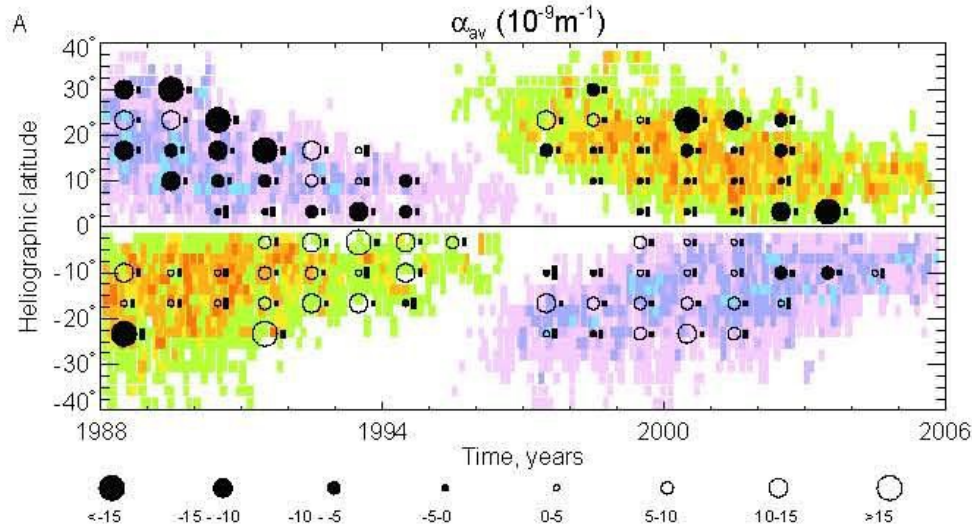 A
α_av (10⁻⁹m⁻¹)
40°
30°
20°
10°
0°
-10°
-20°
-30°
-40°
Heliographic latitude
1988 1994 2000 2006
Time, years
<-15 -15 - -10 -10 - -5 -5-0 0-5 5-10 10-15 >15